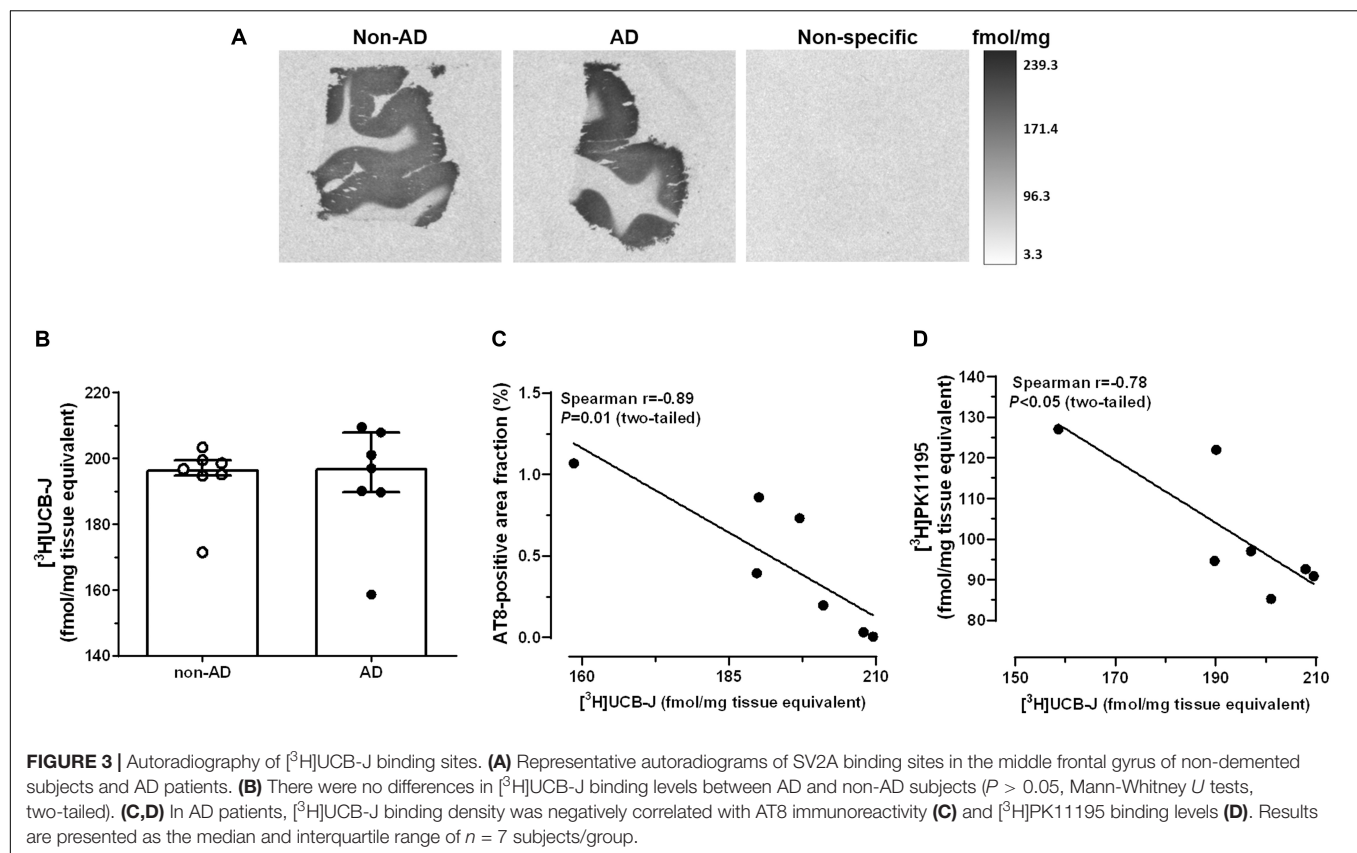 A
Non-AD
AD
Non-specific
fmol/mg
239.3
171.4
96.3
3.3
B
[³H]UCB-J
(fmol/mg tissue equivalent)
220
200
180
160
140
non-AD
AD
C
AT8-positive area fraction (%)
Spearman r=-0.89
P=0.01 (two-tailed)
1.5
1.0
0.5
0.0
160
185
210
[³H]UCB-J (fmol/mg tissue equivalent)
D
[³H]PK11195
(fmol/mg tissue equivalent)
Spearman r=-0.78
P<0.05 (two-tailed)
140
130
120
110
100
90
80
150
170
190
210
[³H]UCB-J (fmol/mg tissue equivalent)
FIGURE 3 | Autoradiography of [³H]UCB-J binding sites. (A) Representative autoradiograms of SV2A binding sites in the middle frontal gyrus of non-demented
subjects and AD patients. (B) There were no differences in [³H]UCB-J binding levels between AD and non-AD subjects (P > 0.05, Mann-Whitney U tests,
two-tailed). (C,D) In AD patients, [³H]UCB-J binding density was negatively correlated with AT8 immunoreactivity (C) and [³H]PK11195 binding levels (D). Results
are presented as the median and interquartile range of n = 7 subjects/group.